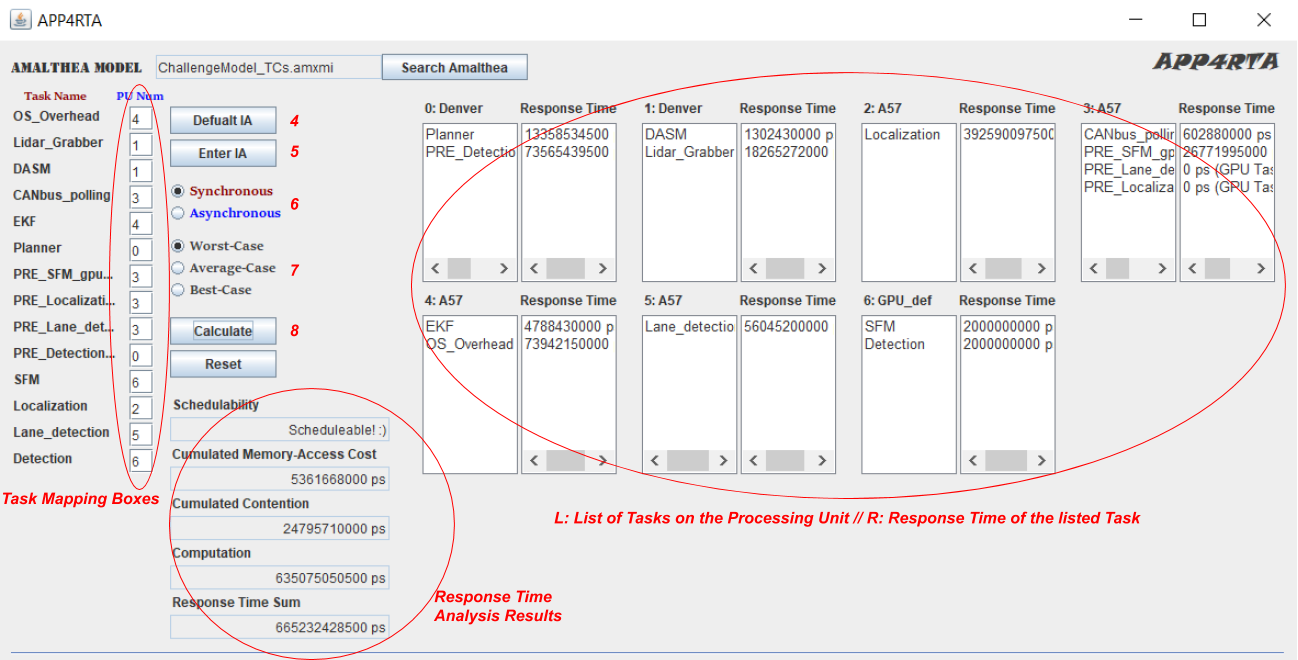 APP4RTA
AMALTHEA MODEL ChallengeModel_TCs.amxmi Search Amalthea APP4RTA
Task Name PU Num
OS_Overhead 4
Lidar_Grabber 1
DASM 1
CANbus_polling 3
EKF 4
Planner 0
PRE_SFM_gpu... 3
PRE_Localizati... 3
PRE_Lane_det... 3
PRE_Detection... 0
SFM 6
Localization 2
Lane_detection 5
Detection 6
Task Mapping Boxes
Defualt IA 4
Enter IA 5
Synchronous
Asynchronous
6
Worst-Case
Average-Case
Best-Case
7
Calculate 8
Reset
Schedulability
Scheduleable! :)
Cumulated Memory-Access Cost
5361668000 ps
Cumulated Contention
24795710000 ps
Computation
635075050500 ps
Response Time Sum
665232428500 ps
Response Time
Analysis Results
0: Denver Response Time
Planner 13358534500
PRE_Detectio 73565439500
1: Denver Response Time
DASM 1302430000 p
Lidar_Grabber 18265272000
2: A57 Response Time
Localization 392590097500
3: A57 Response Time
CANbus_pollin 602880000 ps
PRE_SFM_gp 26771995000
PRE_Lane_de 0 ps (GPU Tas
PRE_Localiza 0 ps (GPU Tas
4: A57 Response Time
EKF 4788430000 p
OS_Overhead 73942150000
5: A57 Response Time
Lane_detectio 56045200000
6: GPU_def Response Time
SFM 2000000000 p
Detection 2000000000 p
L: List of Tasks on the Processing Unit // R: Response Time of the listed Task